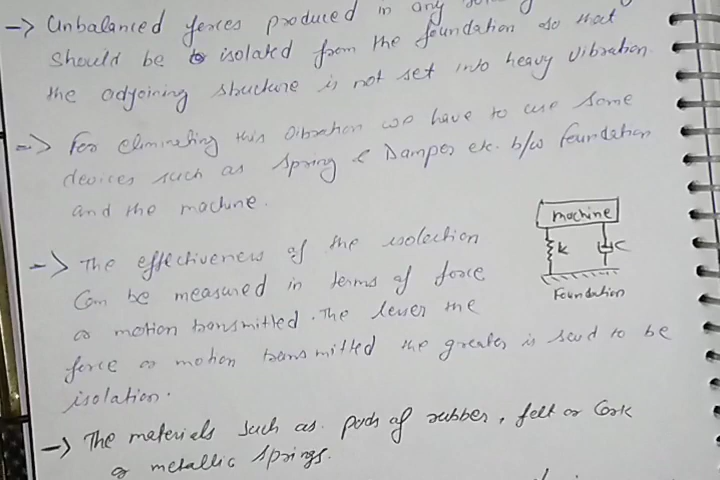 -> Unbalanced forces produced in any
should be isolated from the foundation so that
the adjoining structure is not set into heavy vibration.
-> For eliminating this vibration we have to use some
devices such as spring & Damper etc. b/w foundation
and the machine.
-> The effectiveness of the isolation
Can be measured in terms of force
or motion transmitted. The lesser the
force or motion transmitted the greater is said to be
isolation.
machine
K
C
Foundation
-> The materials such as pads of rubber, felt or Cork
or metallic springs.